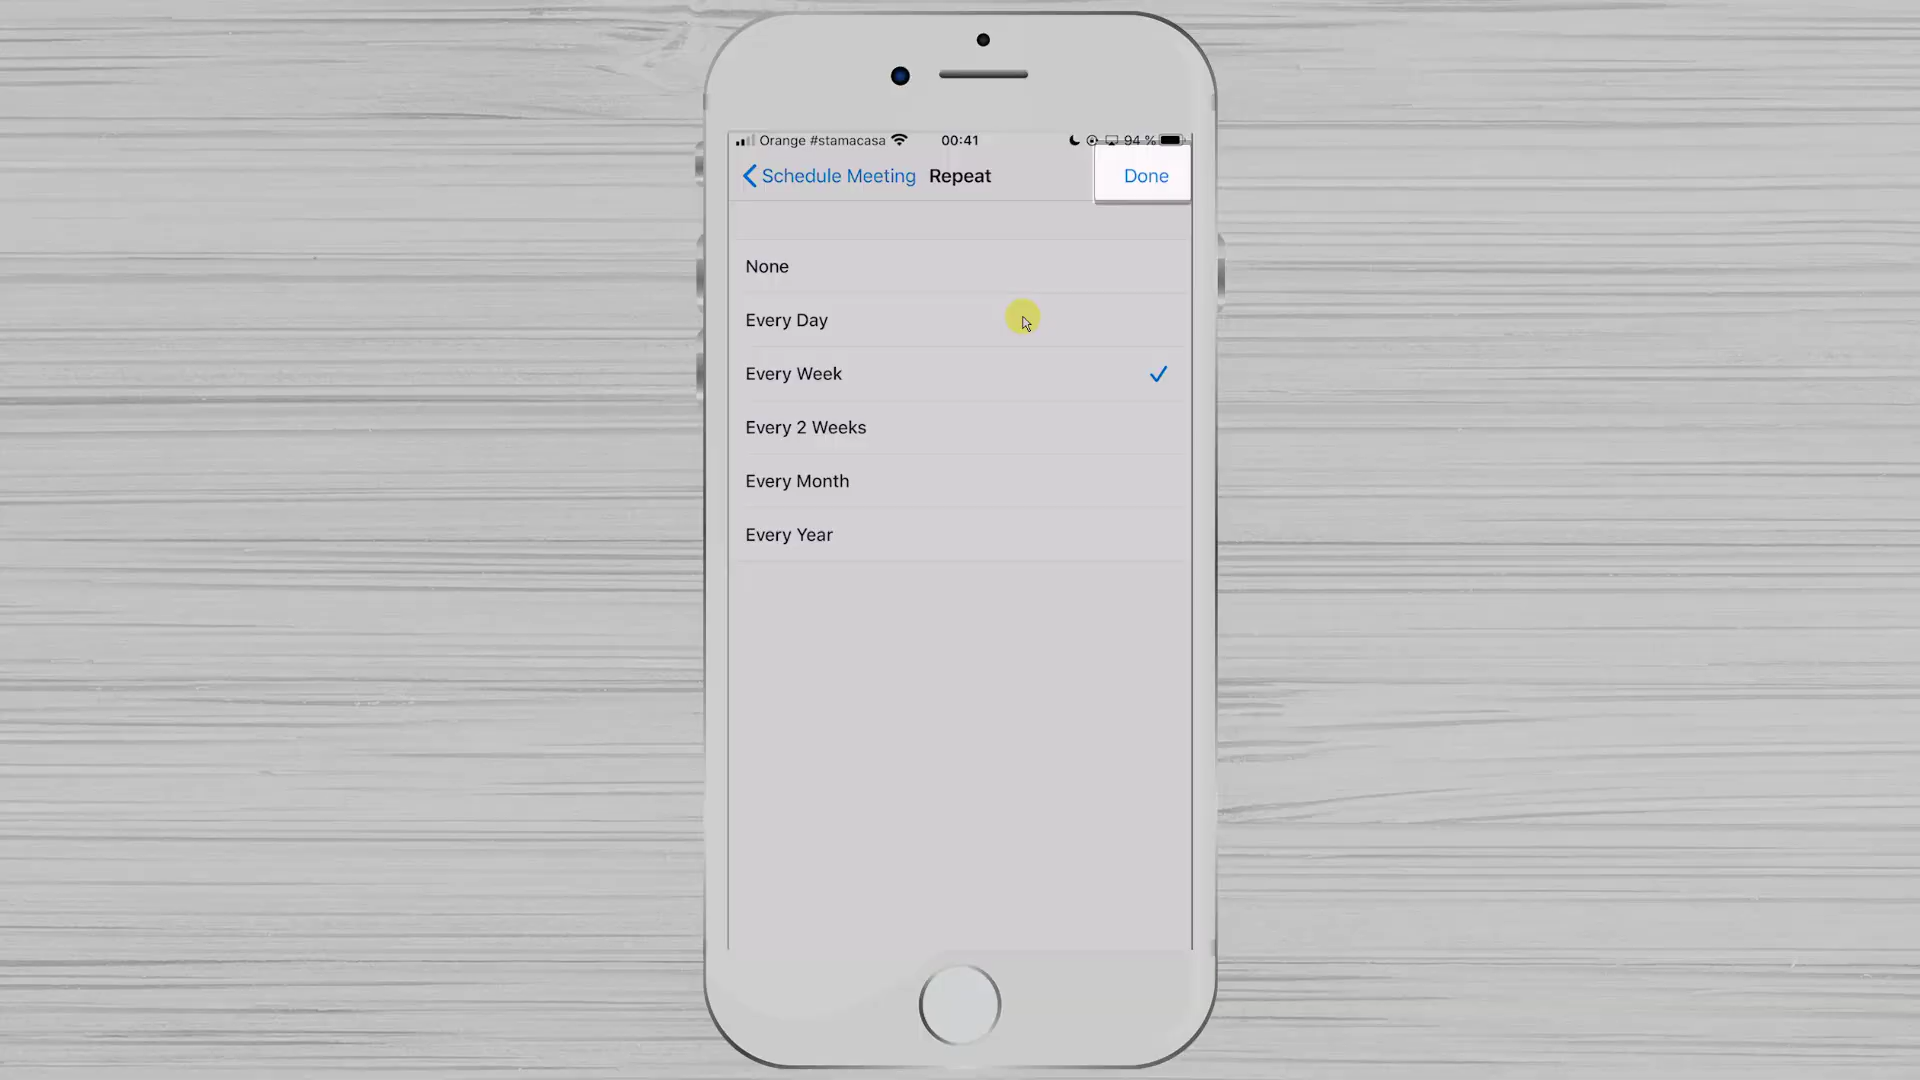 Orange #stamacasa 00:41 94 %
Schedule Meeting Repeat Done
None
Every Day
Every Week
Every 2 Weeks
Every Month
Every Year